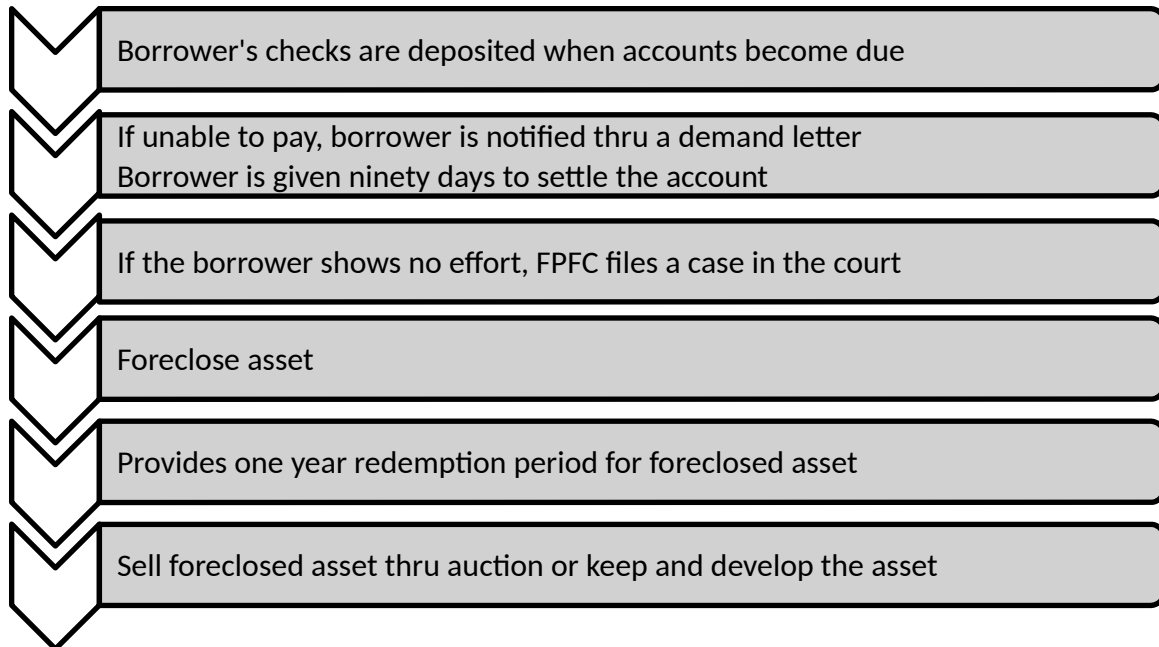 Borrower's checks are deposited when accounts become due
If unable to pay, borrower is notified thru a demand letter
Borrower is given ninety days to settle the account
If the borrower shows no effort, FPFC files a case in the court
Foreclose asset
Provides one year redemption period for foreclosed asset
Sell foreclosed asset thru auction or keep and develop the asset